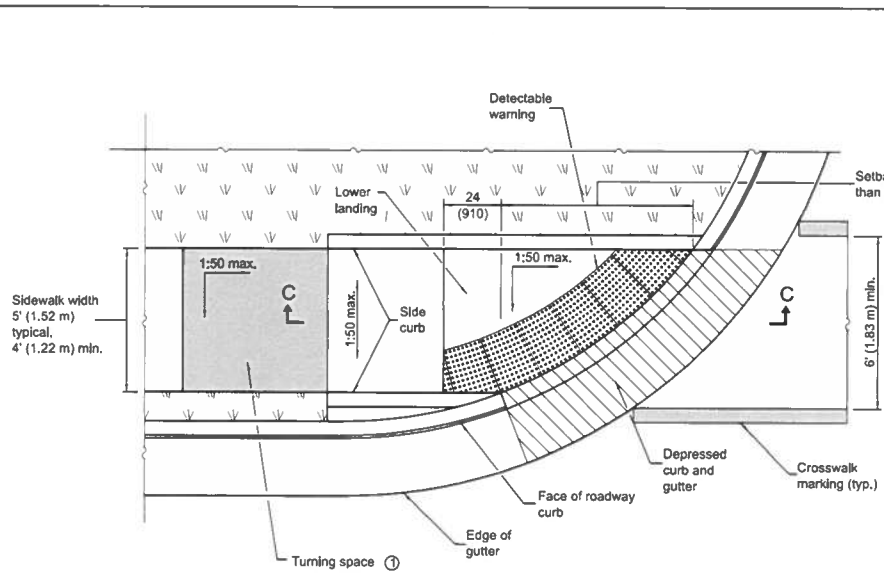 Detectable
warning
Lower
landing
24
(910)
Setba
than
1:50 max.
1:50 max.
C
C
1:50 max.
Side
curb
Sidewalk width
5' (1.52 m)
typical,
4' (1.22 m) min.
6' (1.83 m) min.
Depressed
curb and
gutter
Crosswalk
marking (typ.)
Face of roadway
curb
Edge of
gutter
Turning space ①